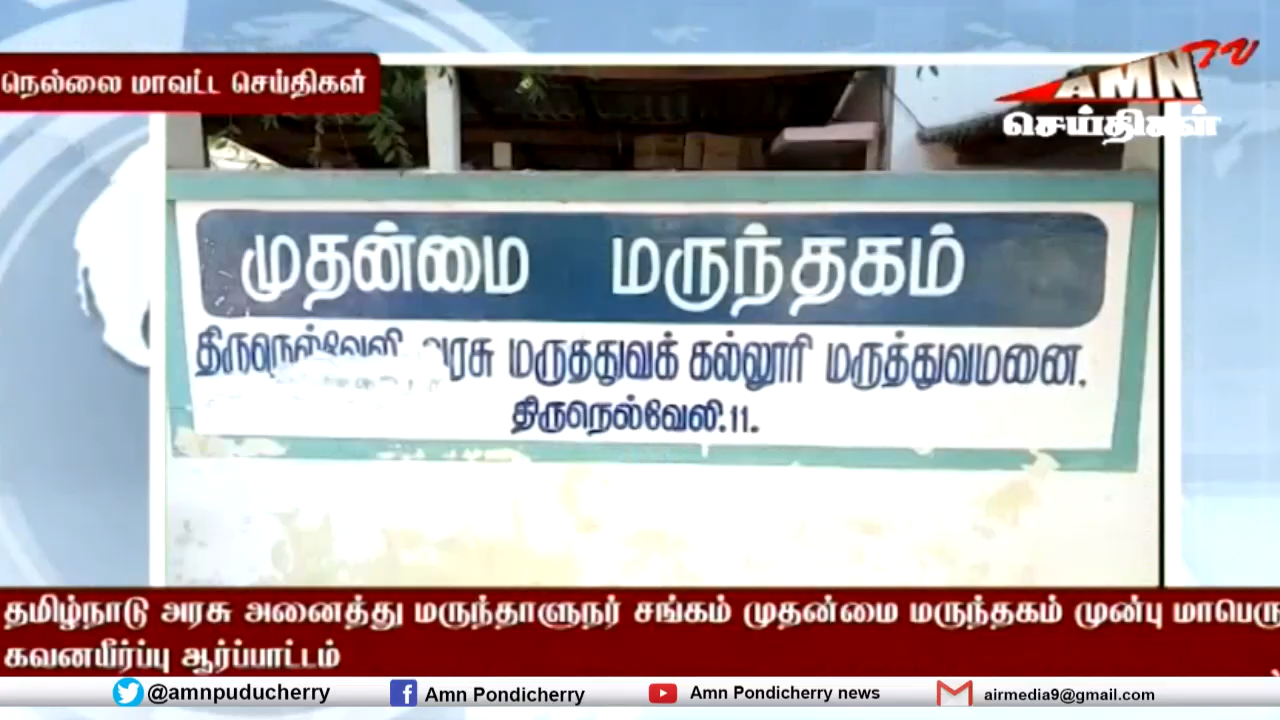 நெல்லை மாவட்ட செய்திகள்
AMN TV
செய்திகள்
முதன்மை மருந்தகம்
திருநெல்வேலி அரசு மருததுவக் கல்லூரி மருத்துவமனை.
திருநெல்வேலி.11.
தமிழ்நாடு அரசு அனைத்து மருந்தாளுநர் சங்கம் முதன்மை மருந்தகம் முன்பு மாபெரு
கவனயீர்ப்பு ஆர்ப்பாட்டம்
@amnpuducherry Amn Pondicherry Amn Pondicherry news airmedia9@gmail.com